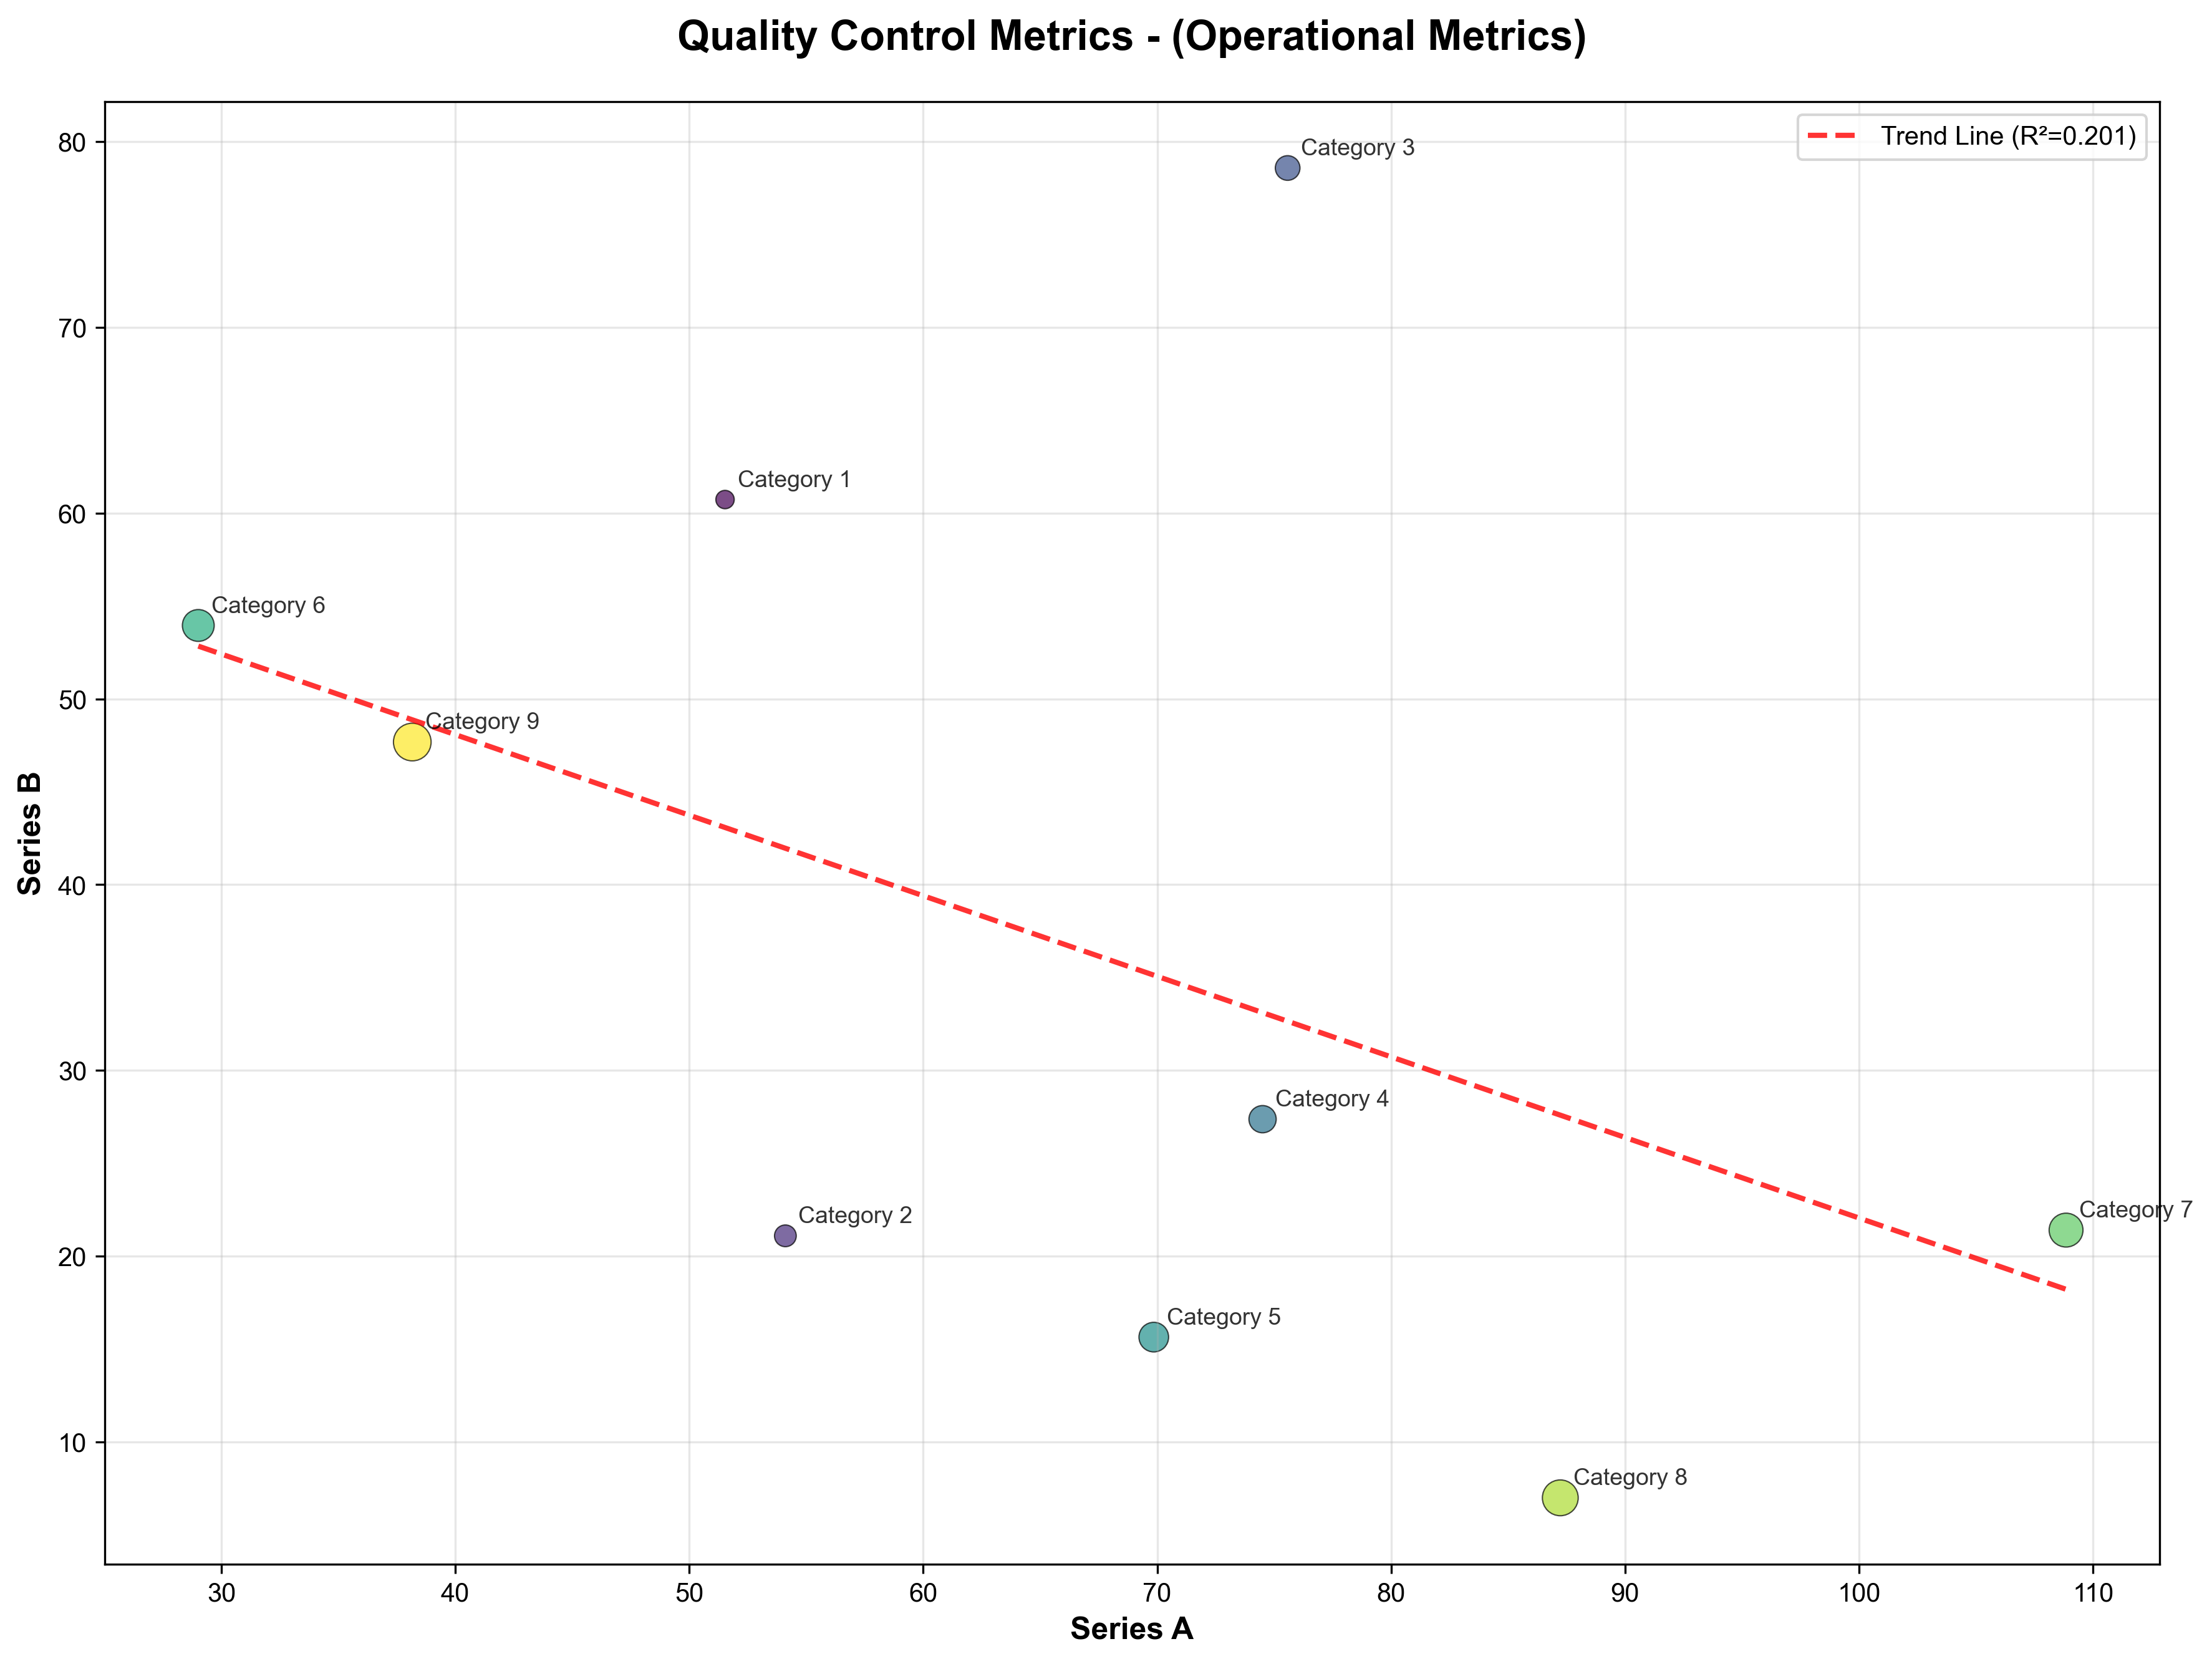 Quality Control Metrics - (Operational Metrics)
Trend Line (R²=0.201)
80
70
60
50
40
30
20
10
Series B
Category 3
Category 1
Category 6
Category 9
Category 4
Category 2
Category 7
Category 5
Category 8
30
40
50
60
70
80
90
100
110
Series A